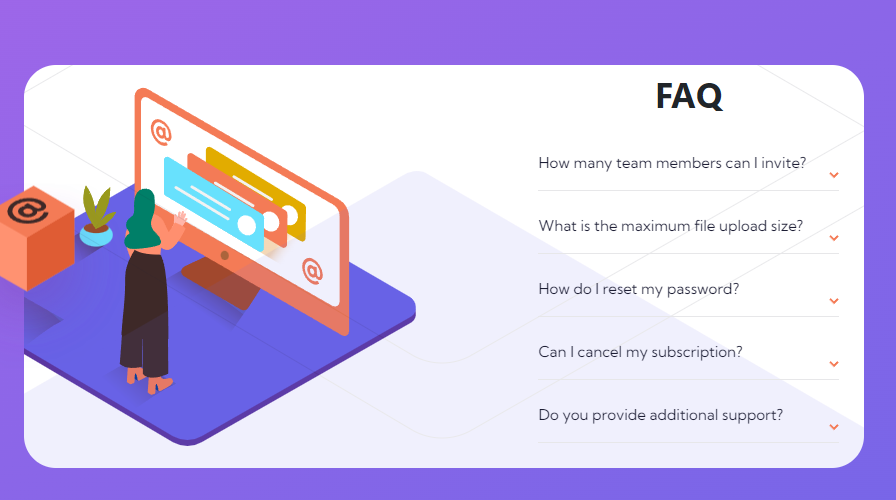 @
@
@
FAQ
How many team members can I invite?
What is the maximum file upload size?
How do I reset my password?
Can I cancel my subscription?
Do you provide additional support?